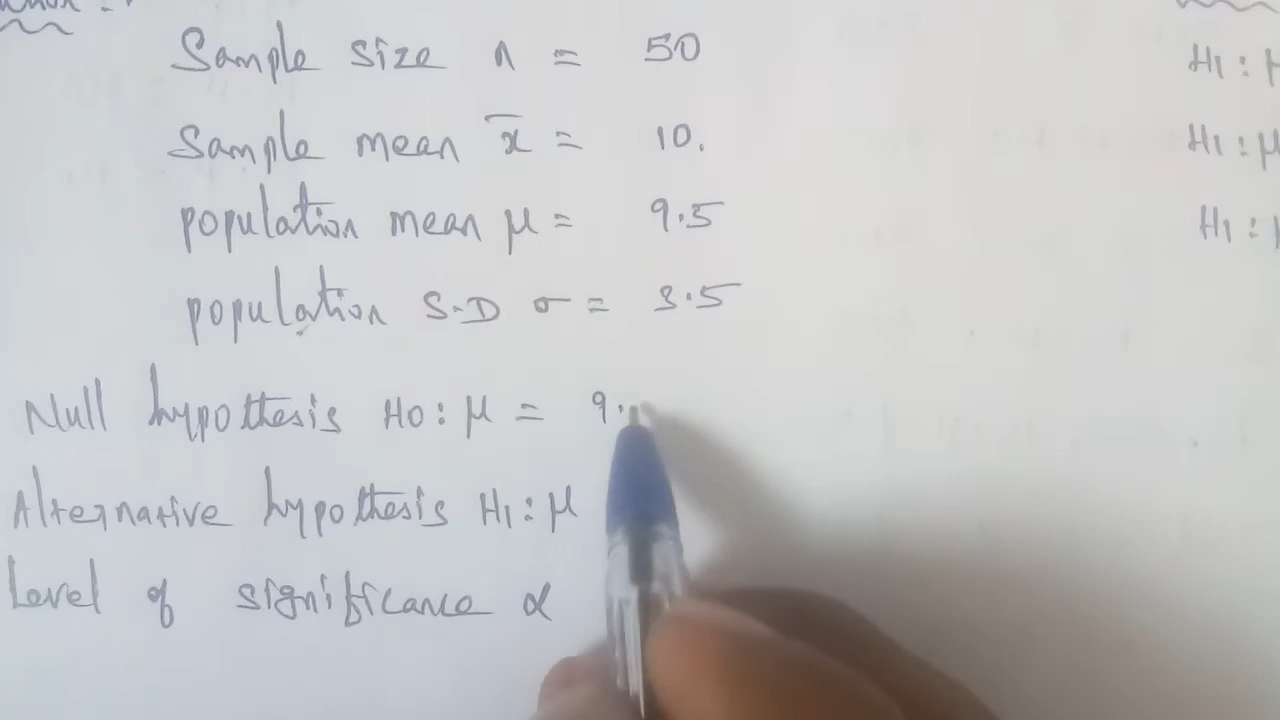 Sample size n = 50
H1 : μ
Sample mean x̄ = 10.
H1 : μ
population mean μ = 9.5
H1 :
population S.D σ = 3.5
Null hypothesis H0 : μ = 9.
Alternative hypothesis H1 : μ
Level of significance α